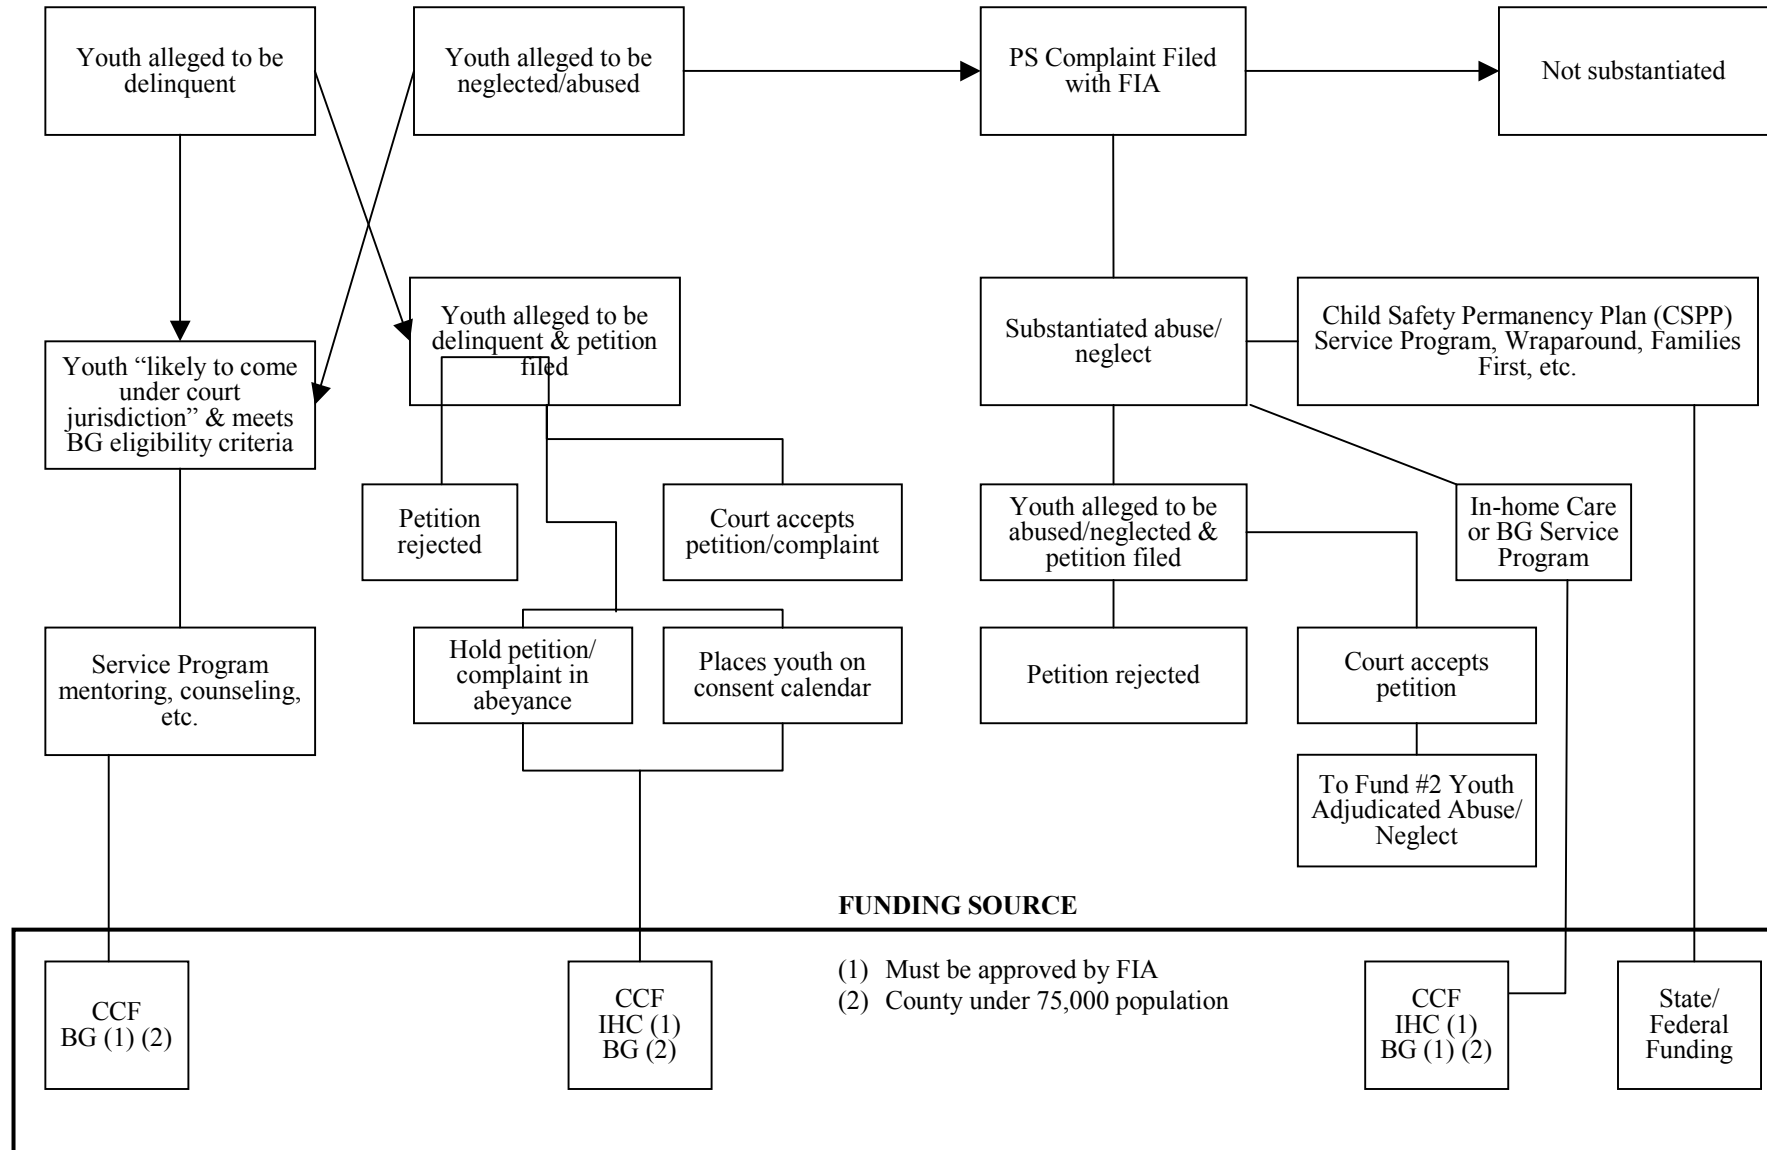 Youth alleged to be
delinquent
Youth alleged to be
neglected/abused
PS Complaint Filed
with FIA
Not substantiated
Youth “likely to come
under court
jurisdiction” & meets
BG eligibility criteria
Youth alleged to be
delinquent & petition
filed
Substantiated abuse/
neglect
Child Safety Permanency Plan (CSPP)
Service Program, Wraparound, Families
First, etc.
Petition
rejected
Court accepts
petition/complaint
Youth alleged to be
abused/neglected &
petition filed
In-home Care
or BG Service
Program
Service Program
mentoring, counseling,
etc.
Hold petition/
complaint in
abeyance
Places youth on
consent calendar
Petition rejected
Court accepts
petition
To Fund #2 Youth
Adjudicated Abuse/
Neglect
FUNDING SOURCE
CCF
BG (1) (2)
CCF
IHC (1)
BG (2)
(1) Must be approved by FIA
(2) County under 75,000 population
CCF
IHC (1)
BG (1) (2)
State/
Federal
Funding